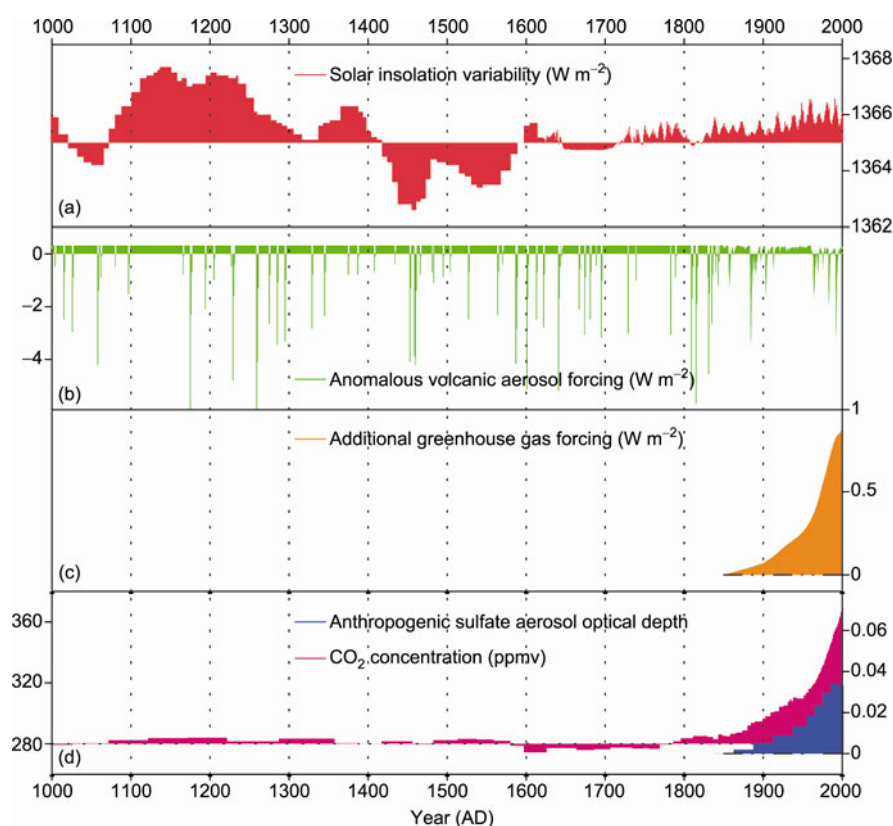 1000 1100 1200 1300 1400 1500 1600 1700 1800 1900 2000
1368
Solar insolation variability (W m⁻²)
1366
1364
(a)
1362
0
−2
−4
Anomalous volcanic aerosol forcing (W m⁻²)
(b)
1
Additional greenhouse gas forcing (W m⁻²)
0.5
(c)
0
360
Anthropogenic sulfate aerosol optical depth
0.06
CO₂ concentration (ppmv)
0.04
320
0.02
280
(d)
0
1000 1100 1200 1300 1400 1500 1600 1700 1800 1900 2000
Year (AD)